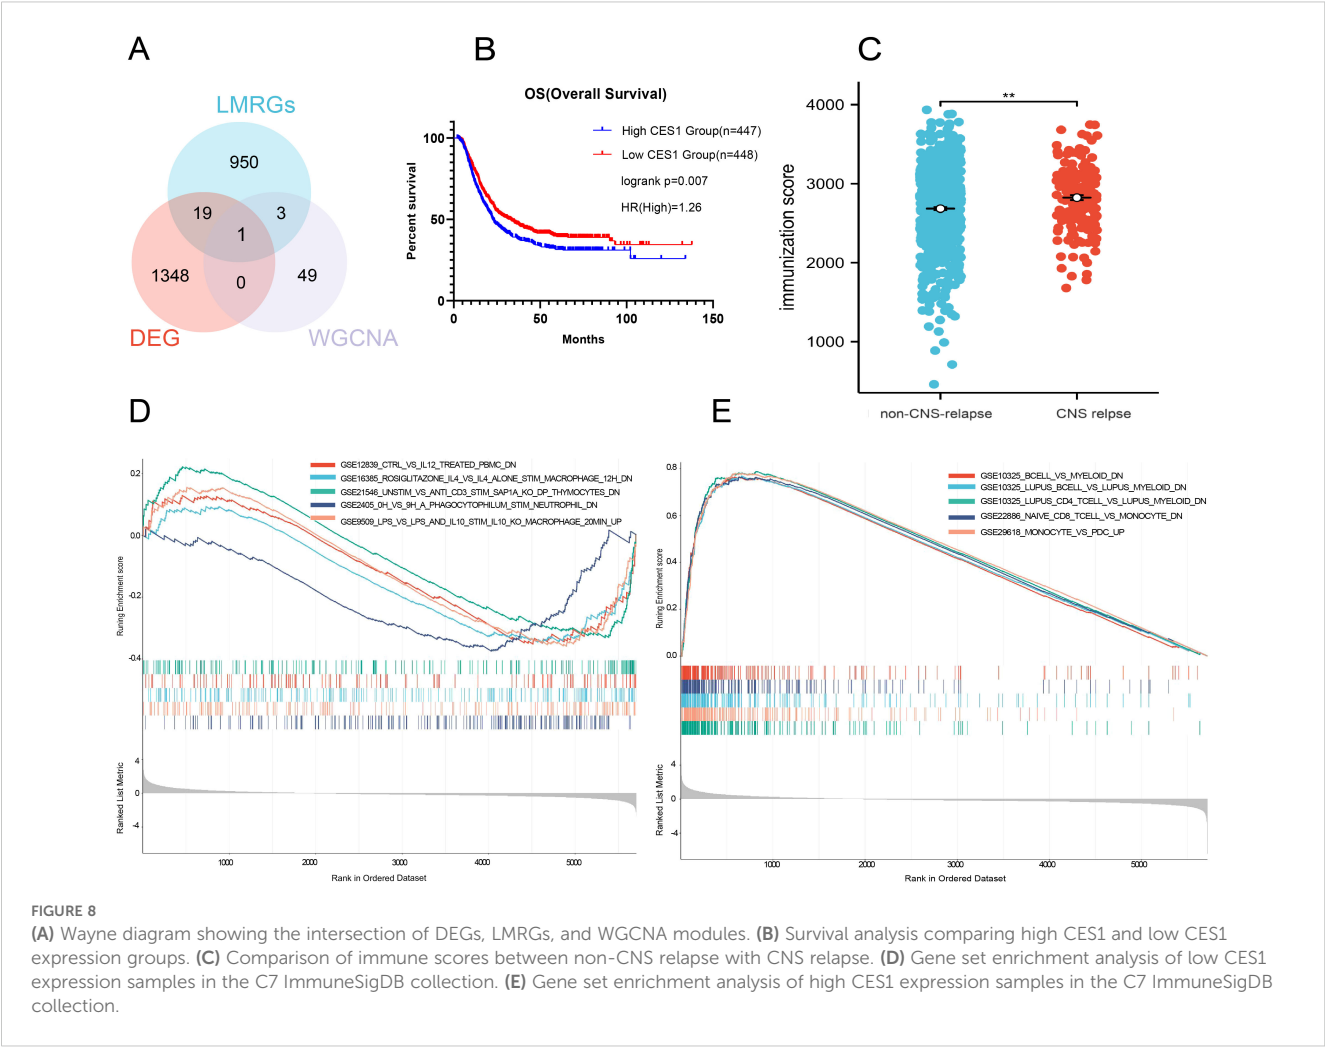 A
LMRGs
950
19
3
1
1348
0
49
DEG
WGCNA
B
OS(Overall Survival)
High CES1 Group(n=447)
Low CES1 Group(n=448)
logrank p=0.007
HR(High)=1.26
Percent survival
100
50
0
0 50 100 150
Months
C
**
immunization score
4000
3000
2000
1000
non-CNS-relapse CNS relpse
D
GSE12839_CTRL_VS_IL12_TREATED_PBMC_DN
GSE16385_ROSIGLITAZONE_IL4_VS_IL4_ALONE_STIM_MACROPHAGE_12H_DN
GSE21546_UNSTIM_VS_ANTI_CD3_STIM_SAP1A_KO_DP_THYMOCYTES_DN
GSE2405_0H_VS_9H_A_PHAGOCYTOPHILUM_STIM_NEUTROPHIL_DN
GSE9509_LPS_VS_LPS_AND_IL10_STIM_IL10_KO_MACROPHAGE_20MIN_UP
Runing Enrichment score
0.2
0.0
-0.2
-0.4
Ranked List Metric
4
0
-4
1000 2000 3000 4000 5000
Rank in Ordered Dataset
E
GSE10325_BCELL_VS_MYELOID_DN
GSE10325_LUPUS_BCELL_VS_LUPUS_MYELOID_DN
GSE10325_LUPUS_CD4_TCELL_VS_LUPUS_MYELOID_DN
GSE22886_NAIVE_CD8_TCELL_VS_MONOCYTE_DN
GSE29618_MONOCYTE_VS_PDC_UP
Runing Enrichment score
0.8
0.6
0.4
0.2
0.0
Ranked List Metric
4
0
-4
1000 2000 3000 4000 5000
Rank in Ordered Dataset
FIGURE 8
(A) Wayne diagram showing the intersection of DEGs, LMRGs, and WGCNA modules. (B) Survival analysis comparing high CES1 and low CES1
expression groups. (C) Comparison of immune scores between non-CNS relapse with CNS relapse. (D) Gene set enrichment analysis of low CES1
expression samples in the C7 ImmuneSigDB collection. (E) Gene set enrichment analysis of high CES1 expression samples in the C7 ImmuneSigDB
collection.